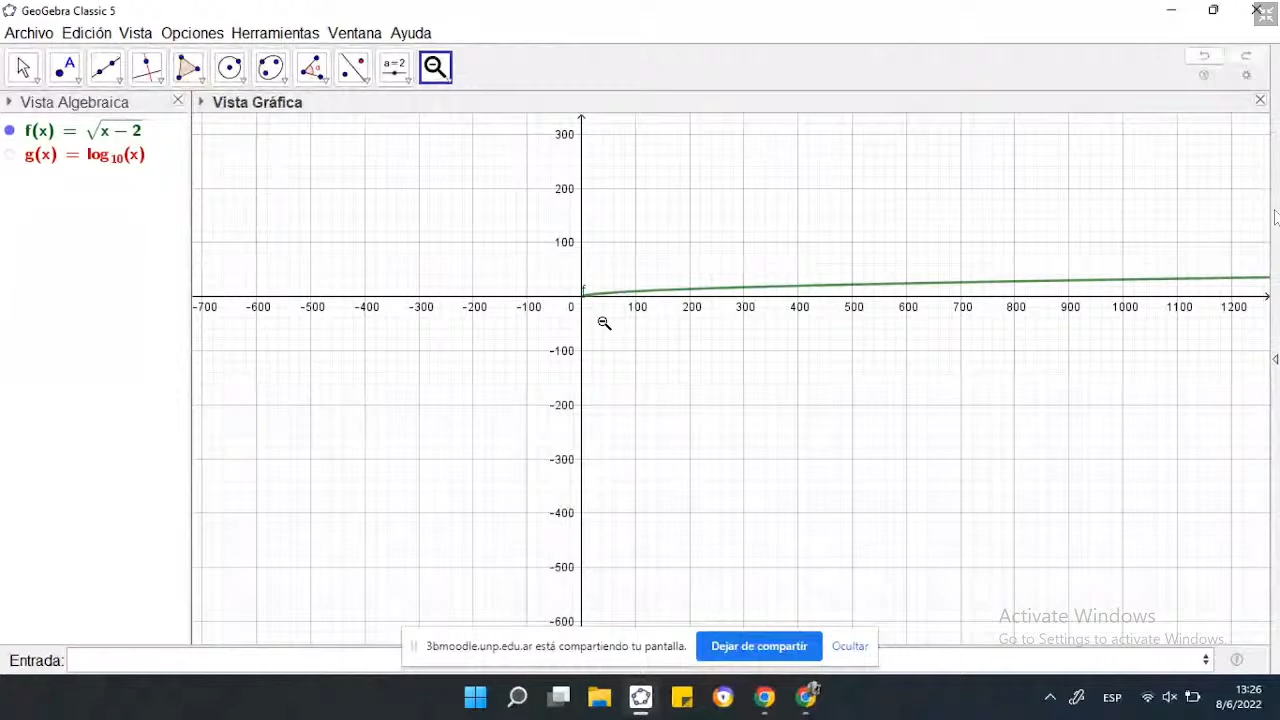 GeoGebra Classic 5
Archivo Edición Vista Opciones Herramientas Ventana Ayuda
A
a=2
Vista Algebraica
Vista Gráfica
f(x) = √x − 2
g(x) = log₁₀(x)
300
200
100
f
-700 -600 -500 -400 -300 -200 -100 0 100 200 300 400 500 600 700 800 900 1000 1100 1200
-100
-200
-300
-400
-500
-600
Activate Windows
Go to Settings to activate Windows.
3bmoodle.unp.edu.ar está compartiendo tu pantalla. Dejar de compartir Ocultar
Entrada:
ESP
13:26
8/6/2022